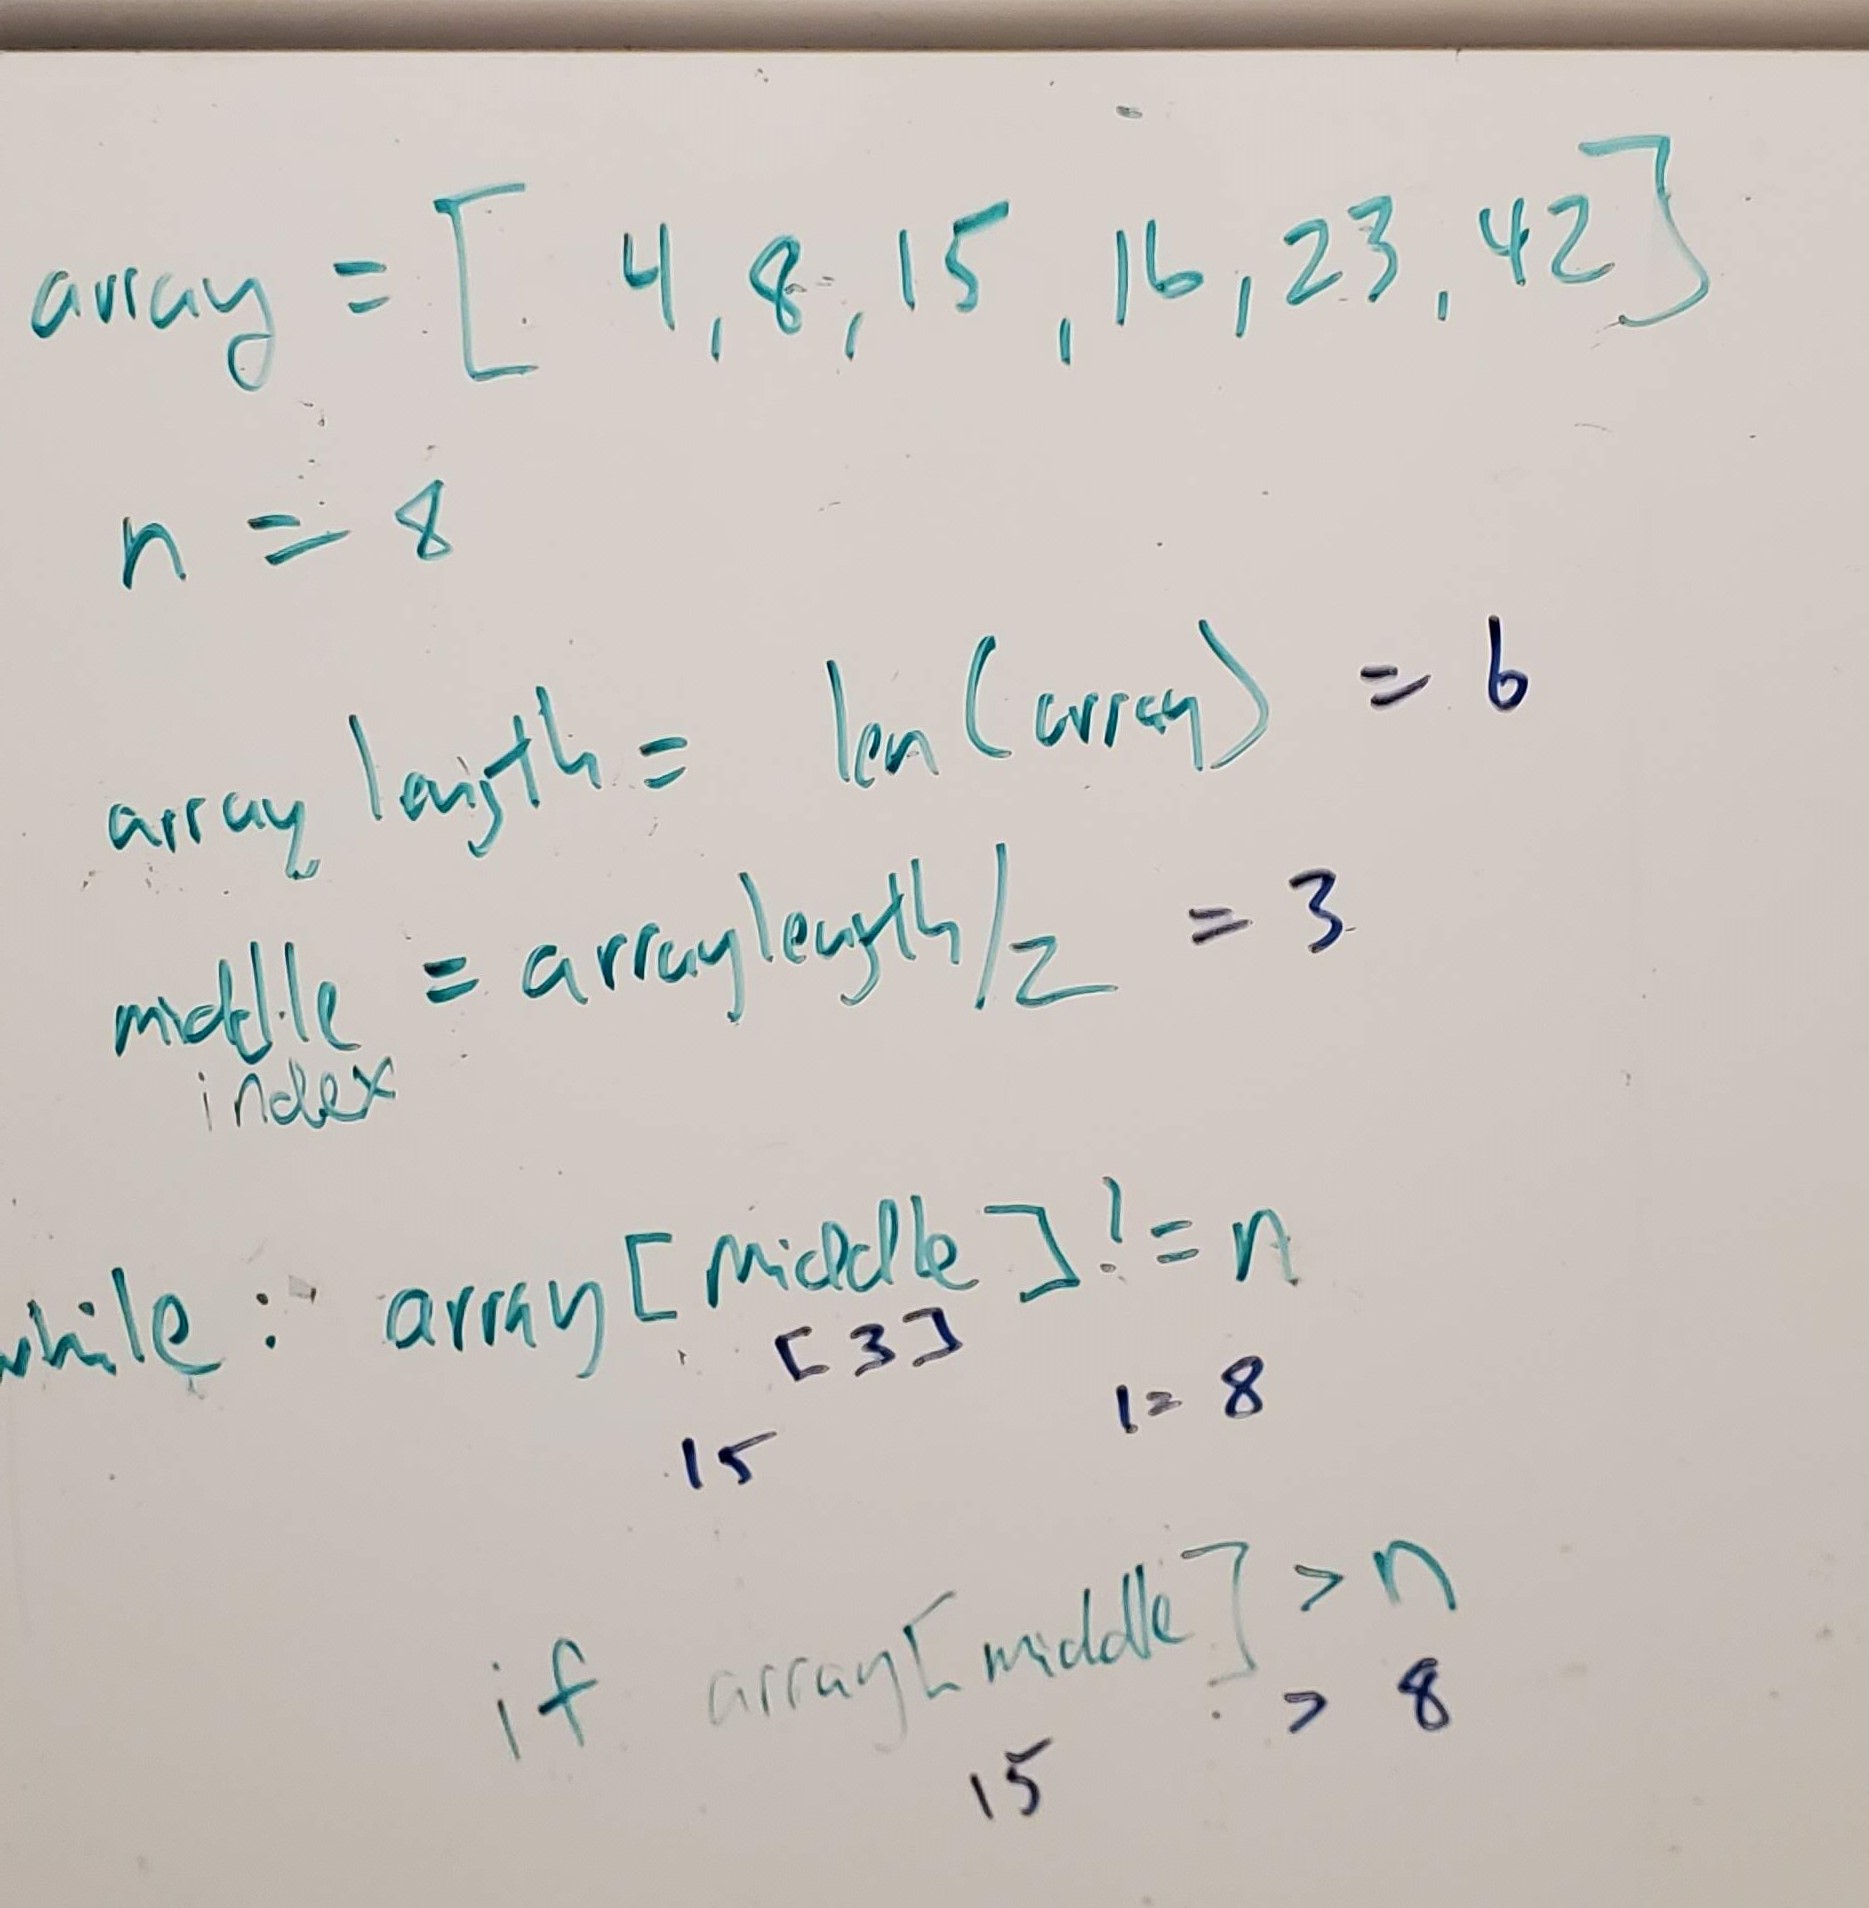 array = [ 4, 8, 15, 16, 23, 42]
n = 8
array length = len (array) = 6
middle = arraylength/2 = 3
index
while: array [middle] != n
[3]
15 != 8
if array[middle] > n
15 > 8